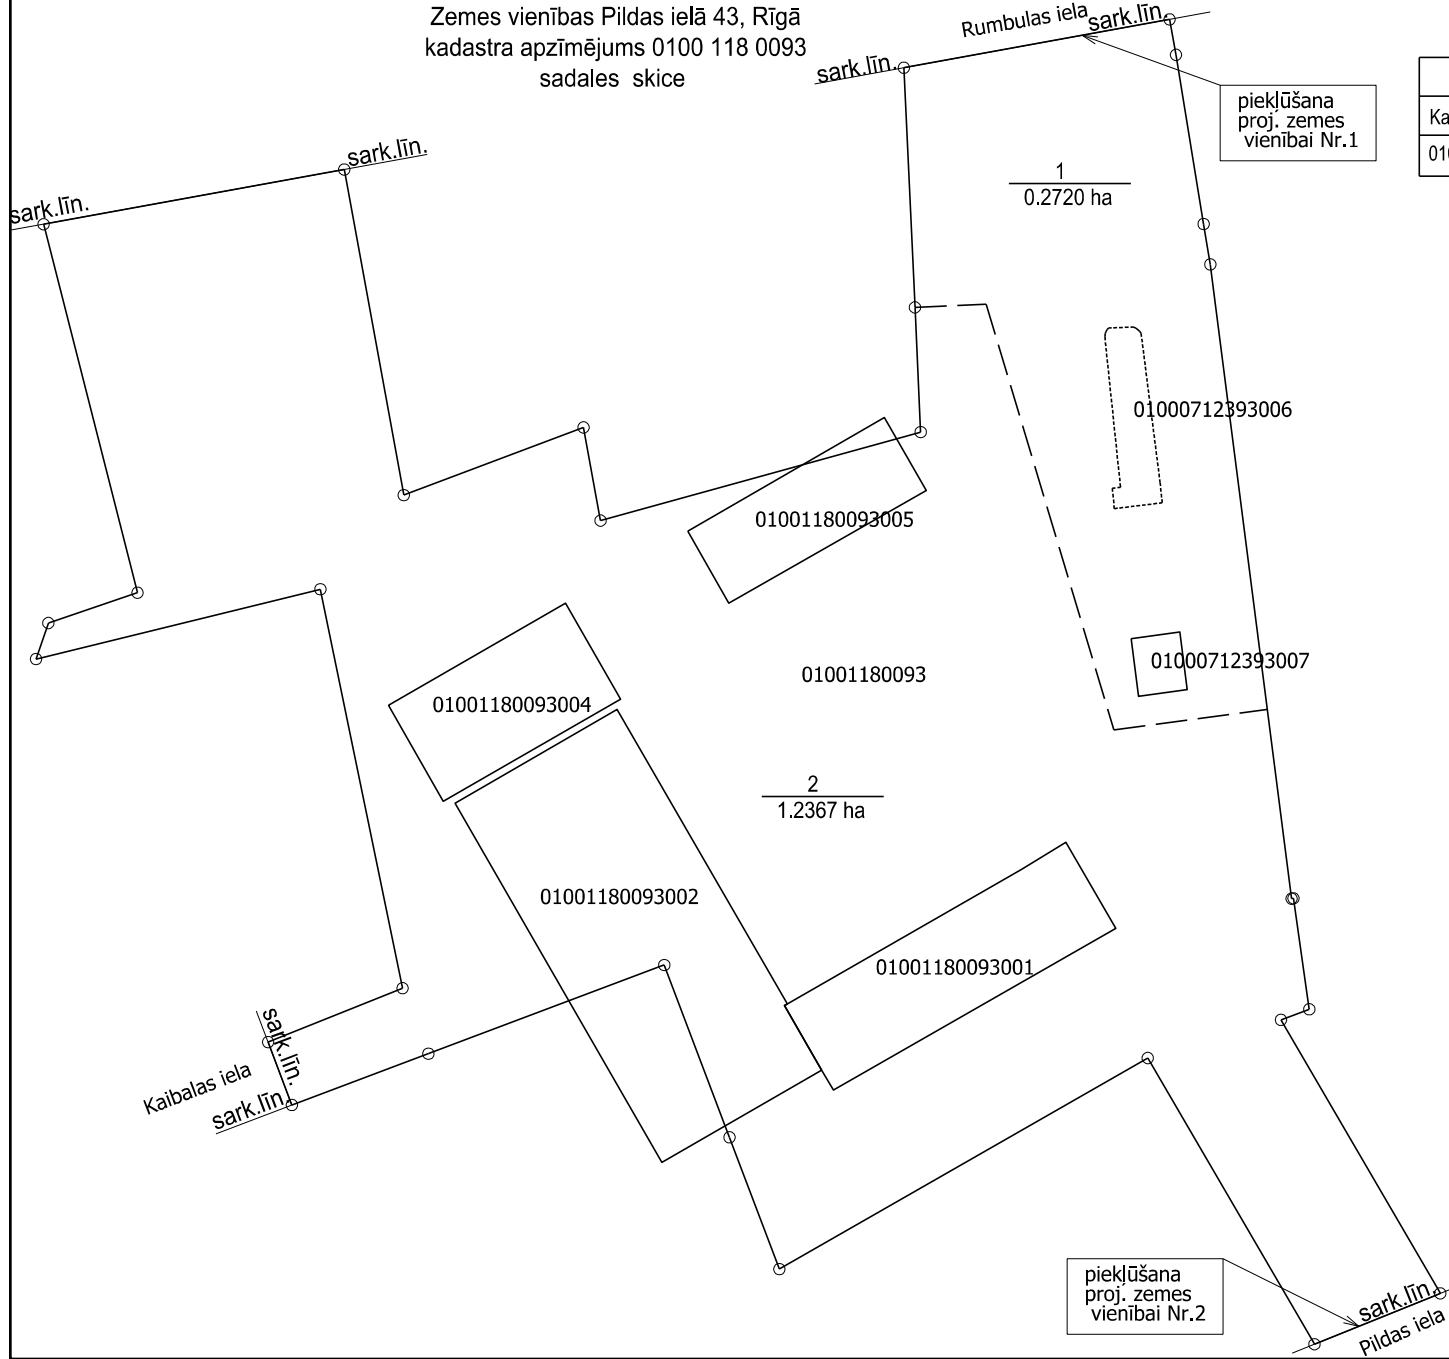 Zemes vienības Pildas ielā 43, Rīgā
kadastra apzīmējums 0100 118 0093
sadales skice
Rumbulas iela
sark.līn.
sark.līn.
piekļūšana
proj. zemes
vienībai Nr.1
Ka
010
sark.līn.
sark.līn.
1
0.2720 ha
01000712393006
01001180093005
01000712393007
01001180093
01001180093004
2
1.2367 ha
01001180093002
01001180093001
sark.līn.
Kaibalas iela
sark.līn.
piekļūšana
proj. zemes
vienībai Nr.2
sark.līn.
Pildas iela